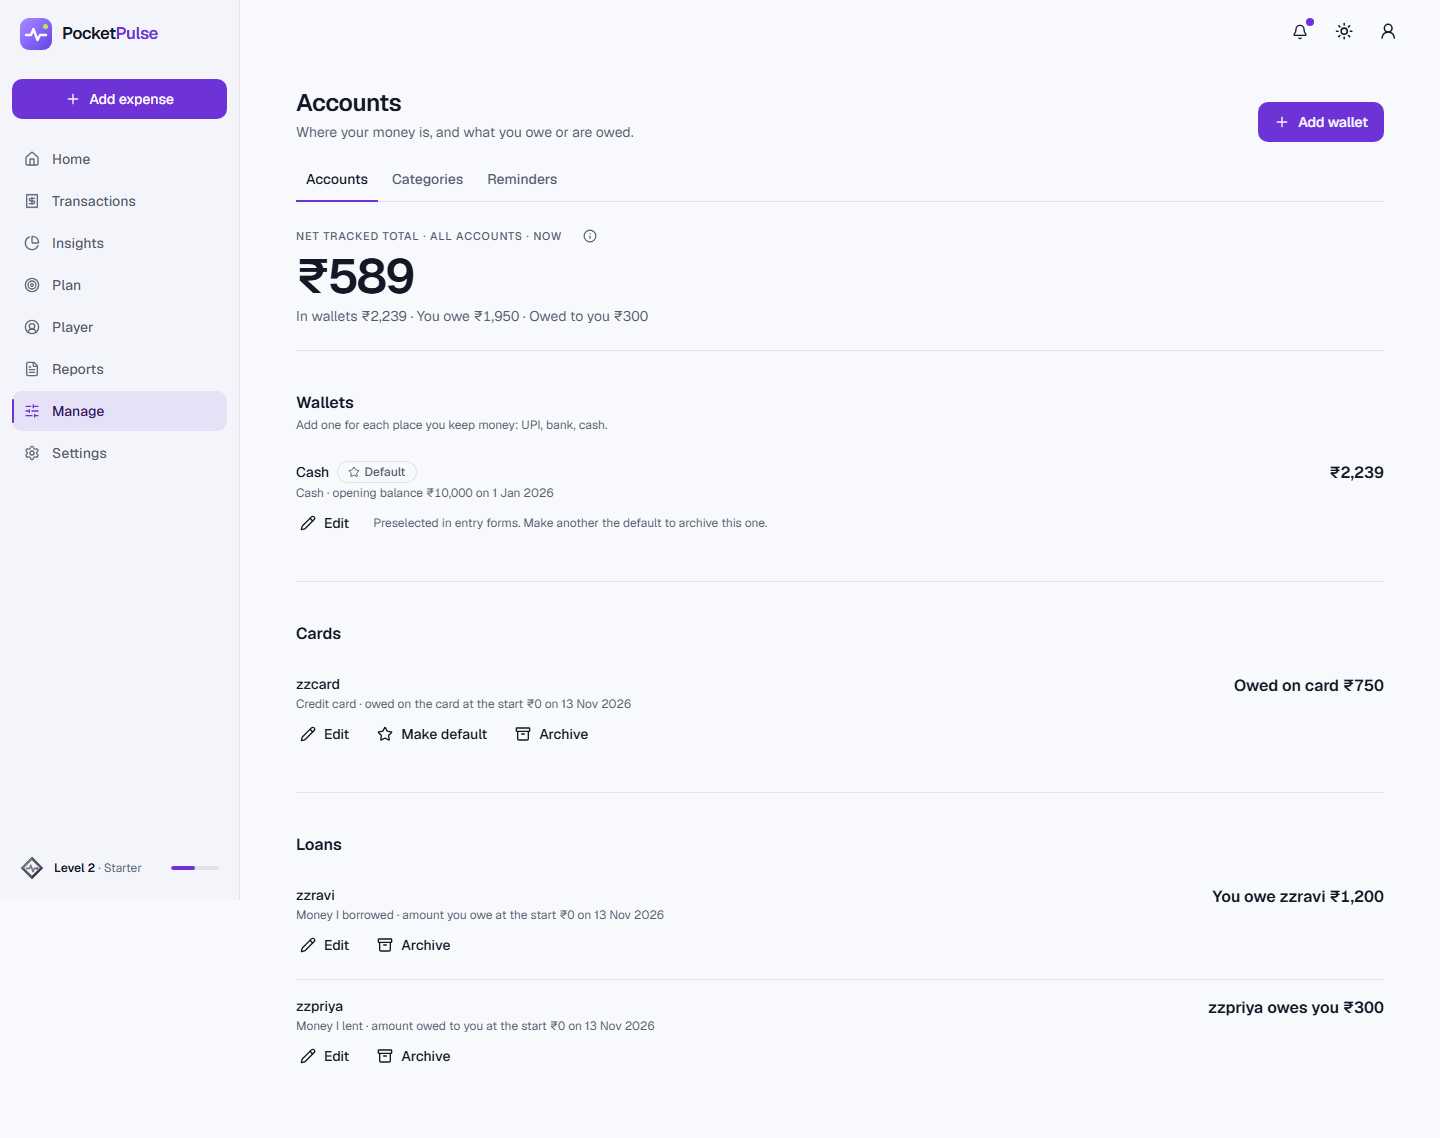 PocketPulse
Add expense
Home
Transactions
Insights
Plan
Player
Reports
Manage
Settings
Level 2 · Starter
Accounts
Where your money is, and what you owe or are owed.
Add wallet
Accounts Categories Reminders
NET TRACKED TOTAL · ALL ACCOUNTS · NOW
₹589
In wallets ₹2,239 · You owe ₹1,950 · Owed to you ₹300
Wallets
Add one for each place you keep money: UPI, bank, cash.
Cash Default ₹2,239
Cash · opening balance ₹10,000 on 1 Jan 2026
Edit Preselected in entry forms. Make another the default to archive this one.
Cards
zzcard Owed on card ₹750
Credit card · owed on the card at the start ₹0 on 13 Nov 2026
Edit Make default Archive
Loans
zzravi You owe zzravi ₹1,200
Money I borrowed · amount you owe at the start ₹0 on 13 Nov 2026
Edit Archive
zzpriya zzpriya owes you ₹300
Money I lent · amount owed to you at the start ₹0 on 13 Nov 2026
Edit Archive